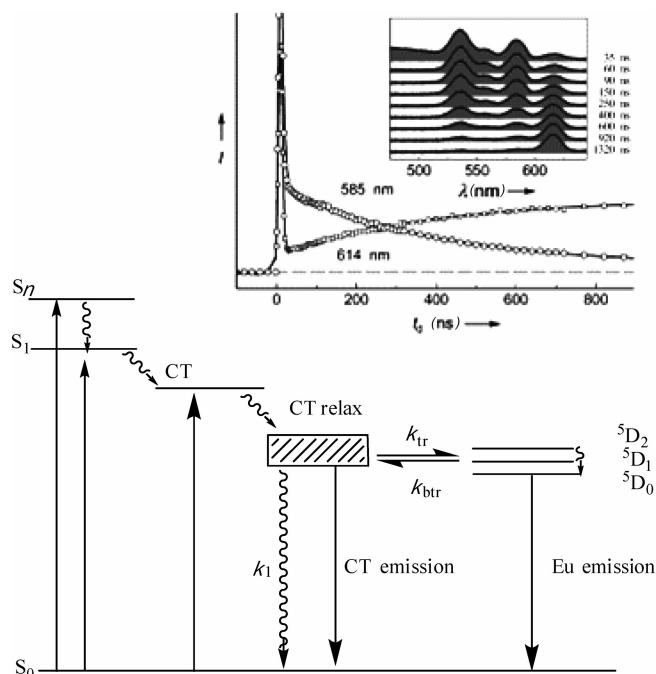 35 ns
60 ns
90 ns
150 ns
250 ns
400 ns
600 ns
920 ns
1320 ns
500 550 600
λ(nm)
I
585 nm
614 nm
0 200 400 600 800
td (ns)
Sn
S1
CT
CT relax
ktr
kbtr
5D2
5D1
5D0
k1
CT emission
Eu emission
S0